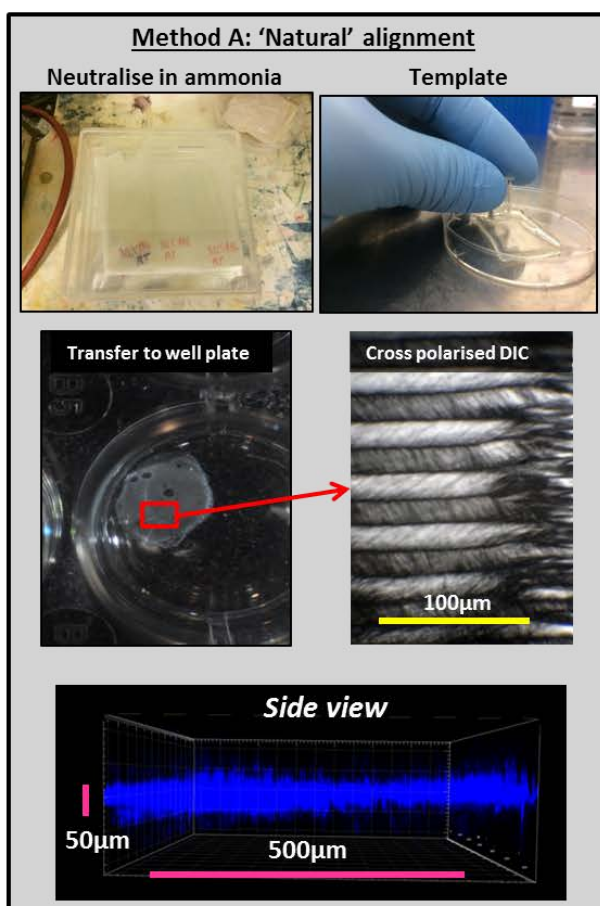 Method A: ‘Natural’ alignment
Neutralise in ammonia
Template
Transfer to well plate
Cross polarised DIC
100µm
Side view
50µm
500µm